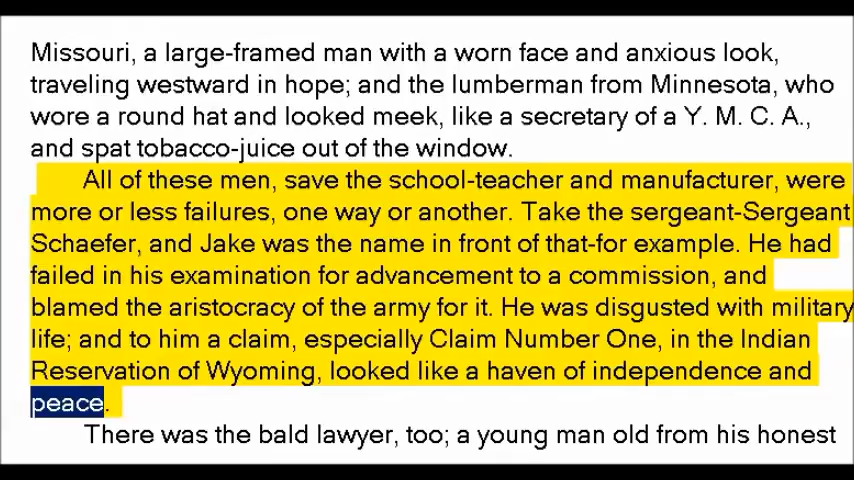 Missouri, a large-framed man with a worn face and anxious look,
traveling westward in hope; and the lumberman from Minnesota, who
wore a round hat and looked meek, like a secretary of a Y. M. C. A.,
and spat tobacco-juice out of the window.
All of these men, save the school-teacher and manufacturer, were
more or less failures, one way or another. Take the sergeant-Sergeant
Schaefer, and Jake was the name in front of that-for example. He had
failed in his examination for advancement to a commission, and
blamed the aristocracy of the army for it. He was disgusted with military
life; and to him a claim, especially Claim Number One, in the Indian
Reservation of Wyoming, looked like a haven of independence and
peace.
There was the bald lawyer, too; a young man old from his honest